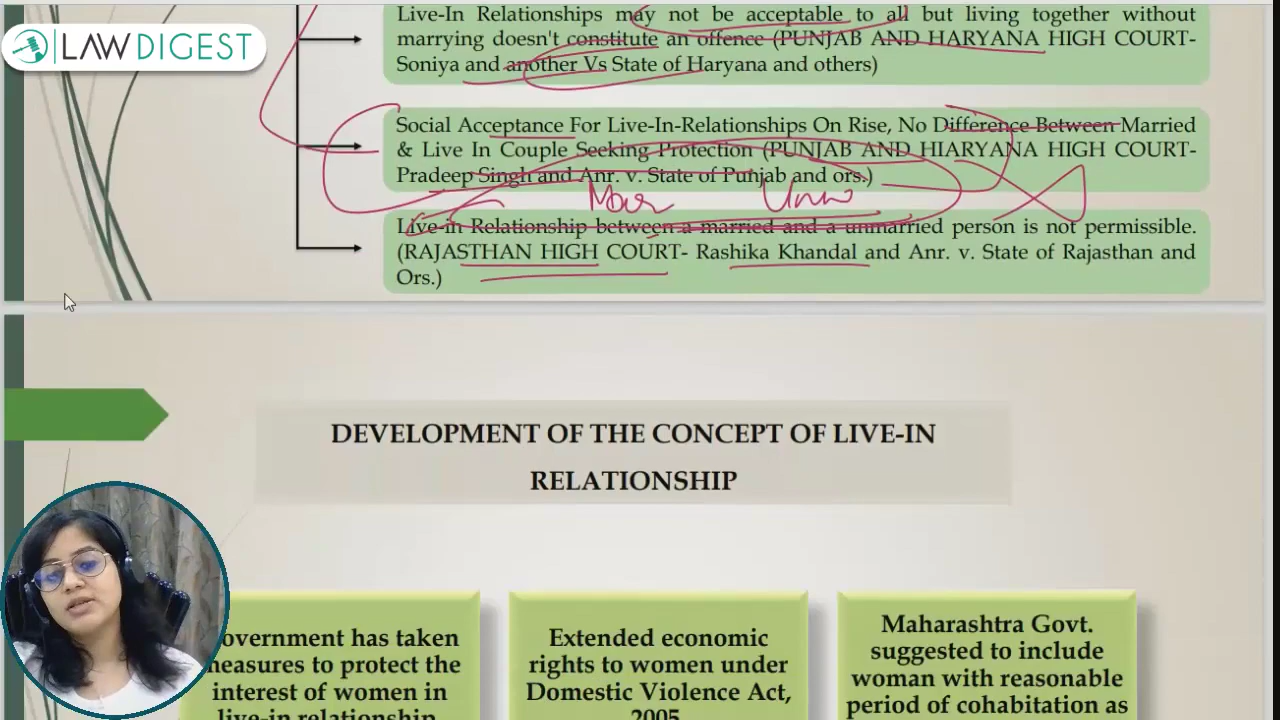 LAW DIGEST
Live-In Relationships may not be acceptable to all but living together without
marrying doesn't constitute an offence (PUNJAB AND HARYANA HIGH COURT-
Soniya and another Vs State of Haryana and others)
Social Acceptance For Live-In-Relationships On Rise, No Difference Between Married
& Live In Couple Seeking Protection (PUNJAB AND HIARYANA HIGH COURT-
Pradeep Singh and Anr. v. State of Punjab and ors.)
Live-in Relationship between a married and a unmarried person is not permissible.
(RAJASTHAN HIGH COURT- Rashika Khandal and Anr. v. State of Rajasthan and
Ors.)
DEVELOPMENT OF THE CONCEPT OF LIVE-IN
RELATIONSHIP
overnment has taken
measures to protect the
interest of women in
live-in relationship
Extended economic
rights to women under
Domestic Violence Act,
2005
Maharashtra Govt.
suggested to include
woman with reasonable
period of cohabitation as